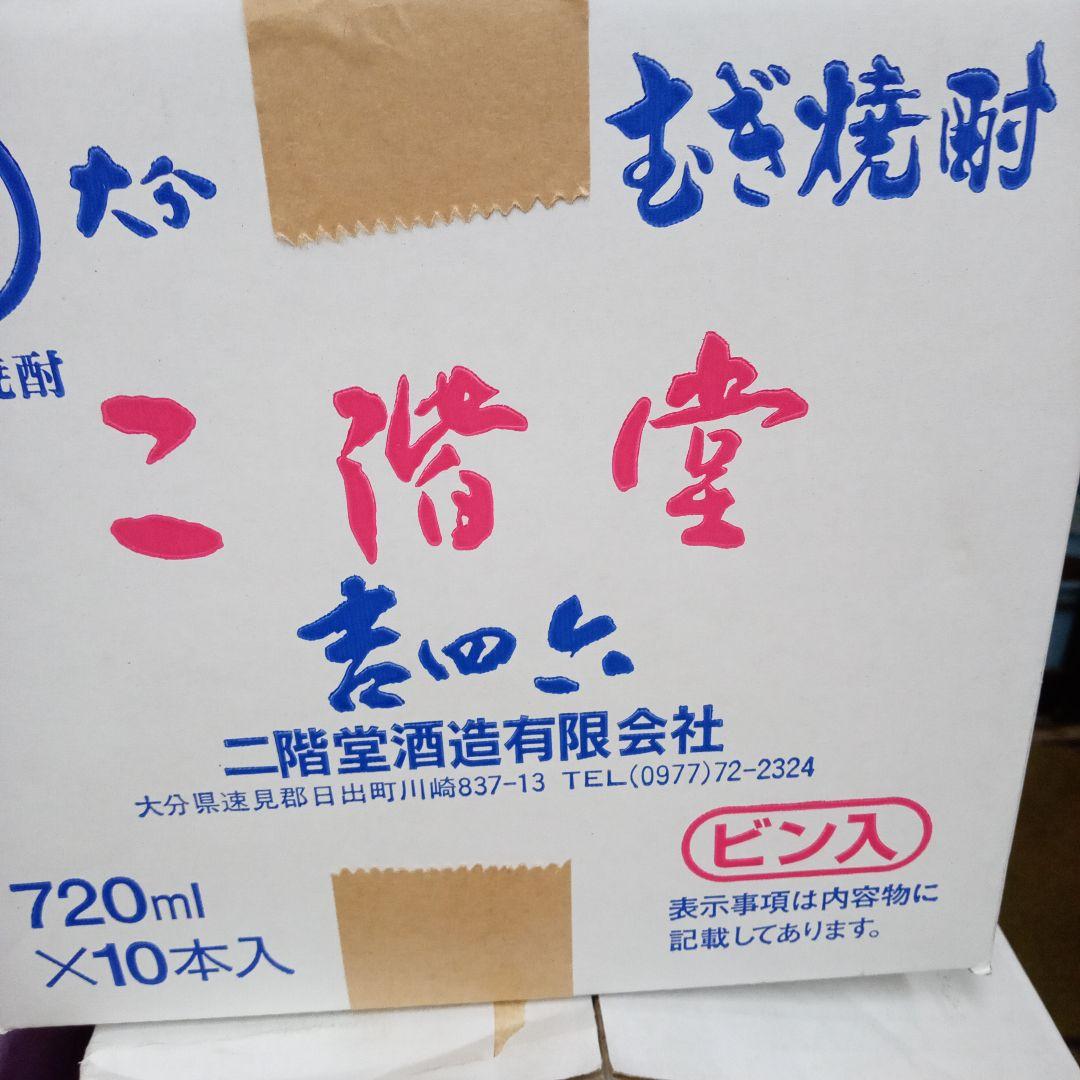 大分
むぎ焼酎
焼酎
二階堂
吉四六
二階堂酒造有限会社
大分県速見郡日出町川崎837-13 TEL(0977)72-2324
ビン入
720ml
×10本入
表示事項は内容物に
記載してあります。